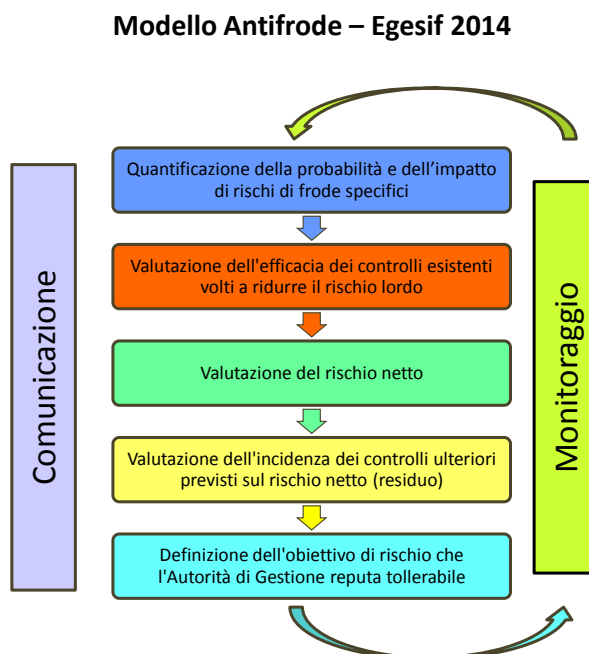 Modello Antifrode – Egesif 2014
Comunicazione
Quantificazione della probabilità e dell’impatto
di rischi di frode specifici
Valutazione dell'efficacia dei controlli esistenti
volti a ridurre il rischio lordo
Valutazione del rischio netto
Valutazione dell'incidenza dei controlli ulteriori
previsti sul rischio netto (residuo)
Definizione dell'obiettivo di rischio che
l'Autorità di Gestione reputa tollerabile
Monitoraggio